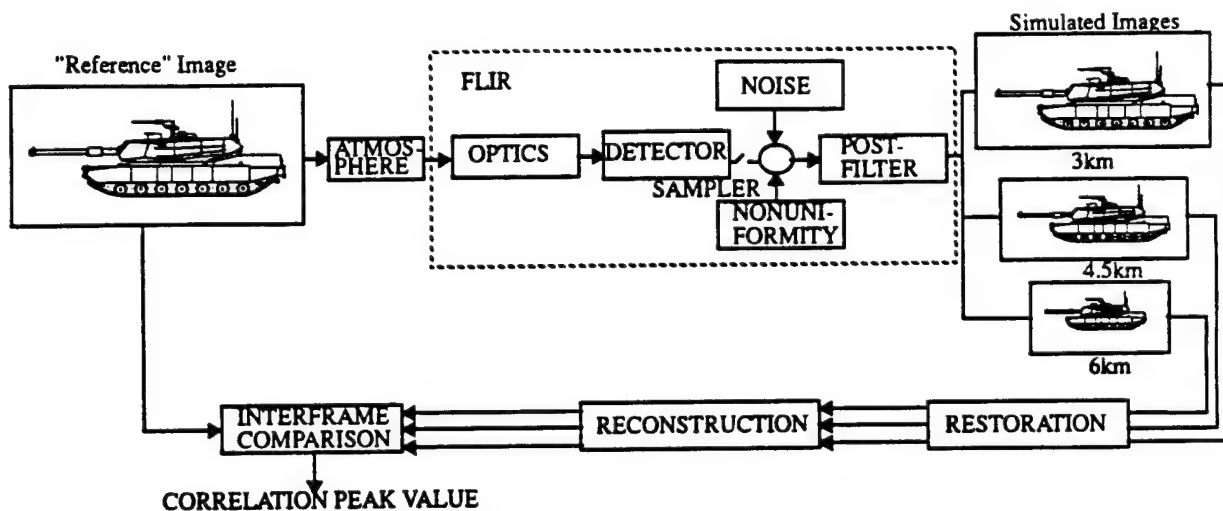 Simulated Images
"Reference" Image
FLIR
NOISE
ATMOS-
PHERE
OPTICS
DETECTOR
SAMPLER
POST-
FILTER
NONUNI-
FORMITY
3km
4.5km
6km
INTERFRAME
COMPARISON
RECONSTRUCTION
RESTORATION
CORRELATION PEAK VALUE